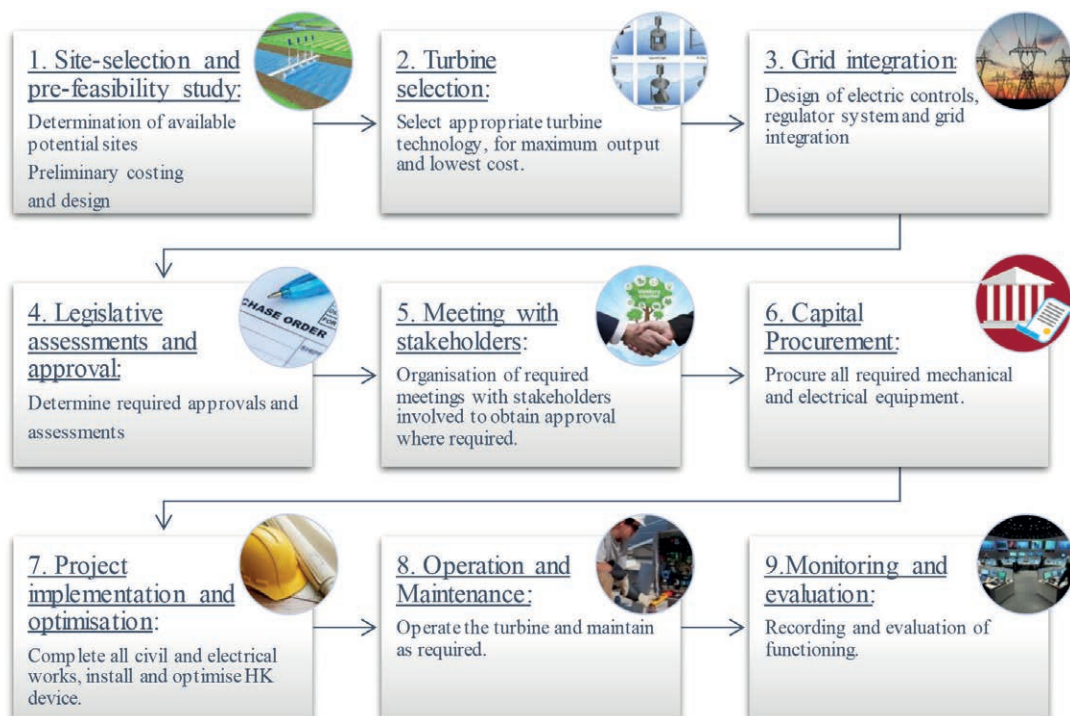 1. Site-selection and
pre-feasibility study:
Determination of available
potential sites
Preliminary costing
and design
2. Turbine
selection:
Select appropriate turbine
technology, for maximum output
and lowest cost.
3. Grid integration:
Design of electric controls,
regulator system and grid
integration
4. Legislative
assessments and
approval:
Determine required approvals and
assessments
CHASE ORDER
5. Meeting with
stakeholders:
Organisation of required
meetings with stakeholders
involved to obtain approval
where required.
6. Capital
Procurement:
Procure all required mechanical
and electrical equipment.
7. Project
implementation and
optimisation:
Complete all civil and electrical
works, install and optimise HK
device.
8. Operation and
Maintenance:
Operate the turbine and maintain
as required.
9.Monitoring and
evaluation:
Recording and evaluation of
functioning.